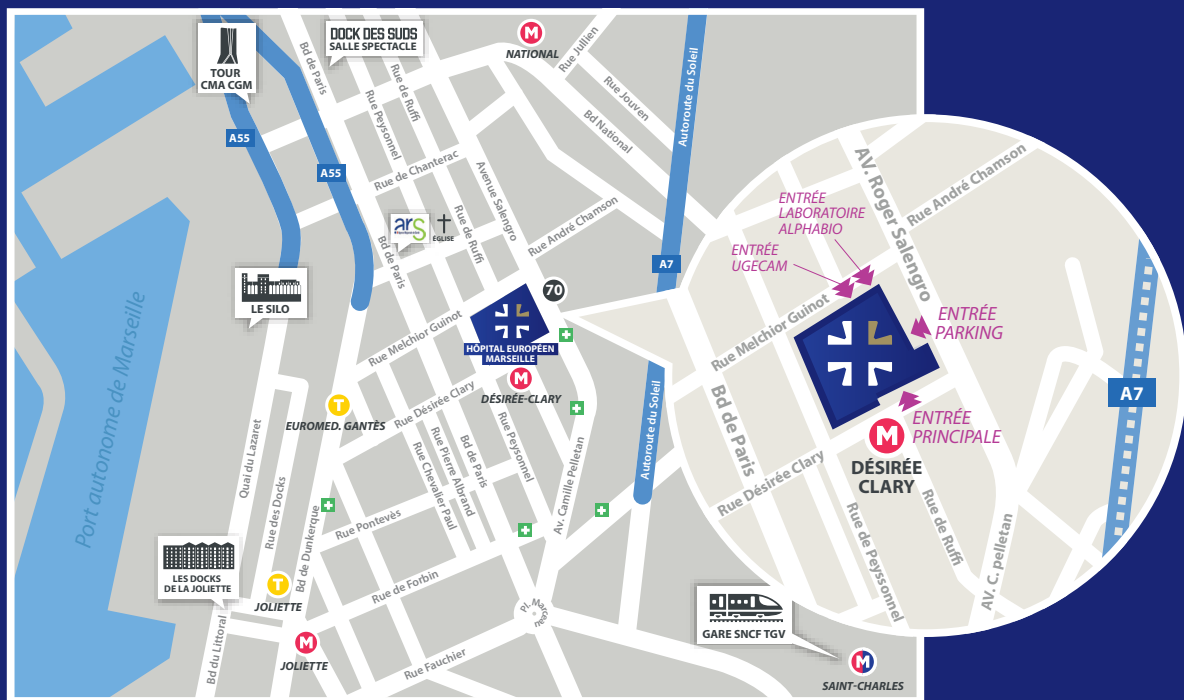 TOUR
CMA CGM
DOCK DES SUDS
SALLE SPECTACLE
M
NATIONAL
Bd de Paris
Rue Peysonnel
Rue de Ruffi
Rue Jullien
Rue Jouven
Bd National
Autoroute du Soleil
A55
A55
Rue de Chanterac
Avenue Salengro
ars
ÉGLISE
Rue de Ruffi
Rue André Chamson
Bd de Paris
A7
LE SILO
70
Rue Melchior Guinot
HÔPITAL EUROPÉEN
MARSEILLE
M
DÉSIRÉE-CLARY
Port autonome de Marseille
T
EUROMED. GANTÈS
Rue Désirée Clary
Autoroute du Soleil
Quai du Lazaret
Rue des Docks
Bd de Dunkerque
Rue Chevalier Paul
Rue Pierre Albrand
Bd de Paris
Rue Peysonnel
Av. Camille Pelletan
Rue Pontevès
LES DOCKS
DE LA JOLIETTE
T
JOLIETTE
Rue de Forbin
Bd du Littoral
M
JOLIETTE
Rue Fauchier
GARE SNCF TGV
M
SAINT-CHARLES
AV. Roger Salengro
Rue André Chamson
ENTRÉE
LABORATOIRE
ALPHABIO
ENTRÉE
UGECAM
Rue Melchior Guinot
ENTRÉE
PARKING
Bd de Paris
A7
ENTRÉE
PRINCIPALE
M
DÉSIRÉE
CLARY
Rue Désirée Clary
Rue de Peyssonnel
Rue de Ruffi
AV. C. pelletan